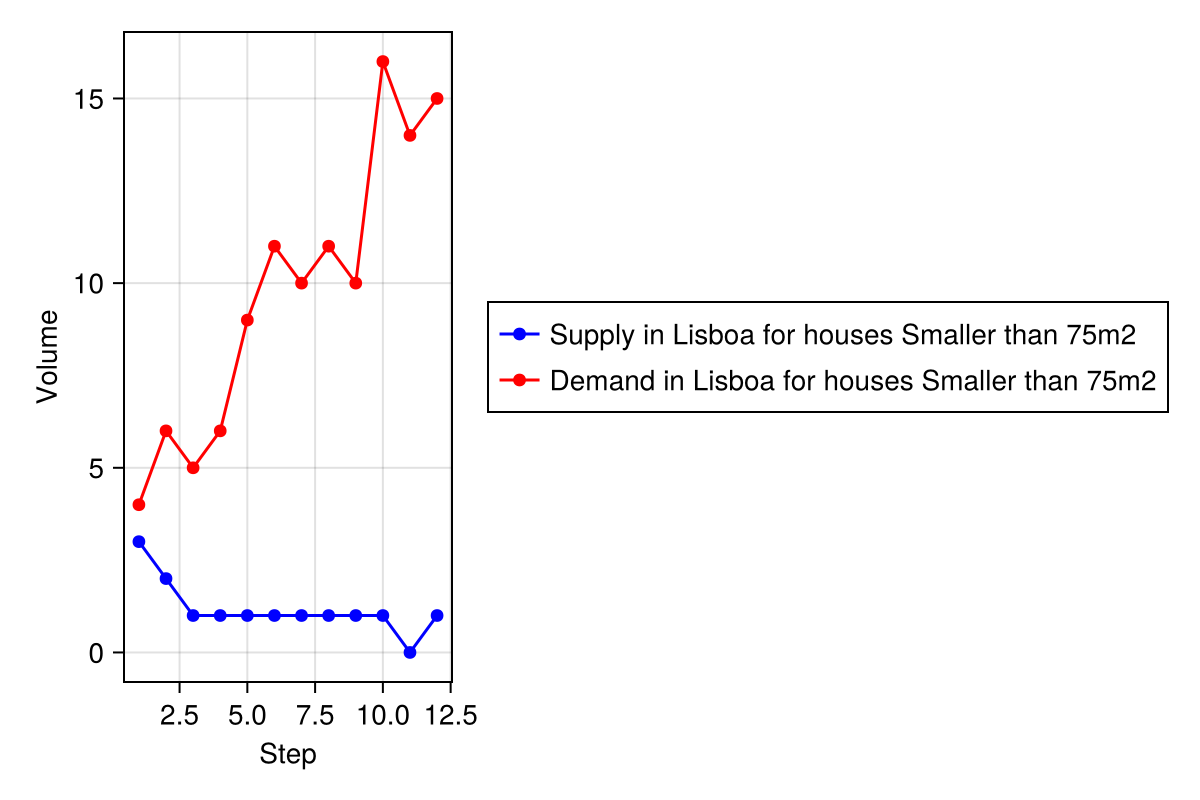 15
10
5
0
Volume
2.5 5.0 7.5 10.0 12.5
Step
Supply in Lisboa for houses Smaller than 75m2
Demand in Lisboa for houses Smaller than 75m2